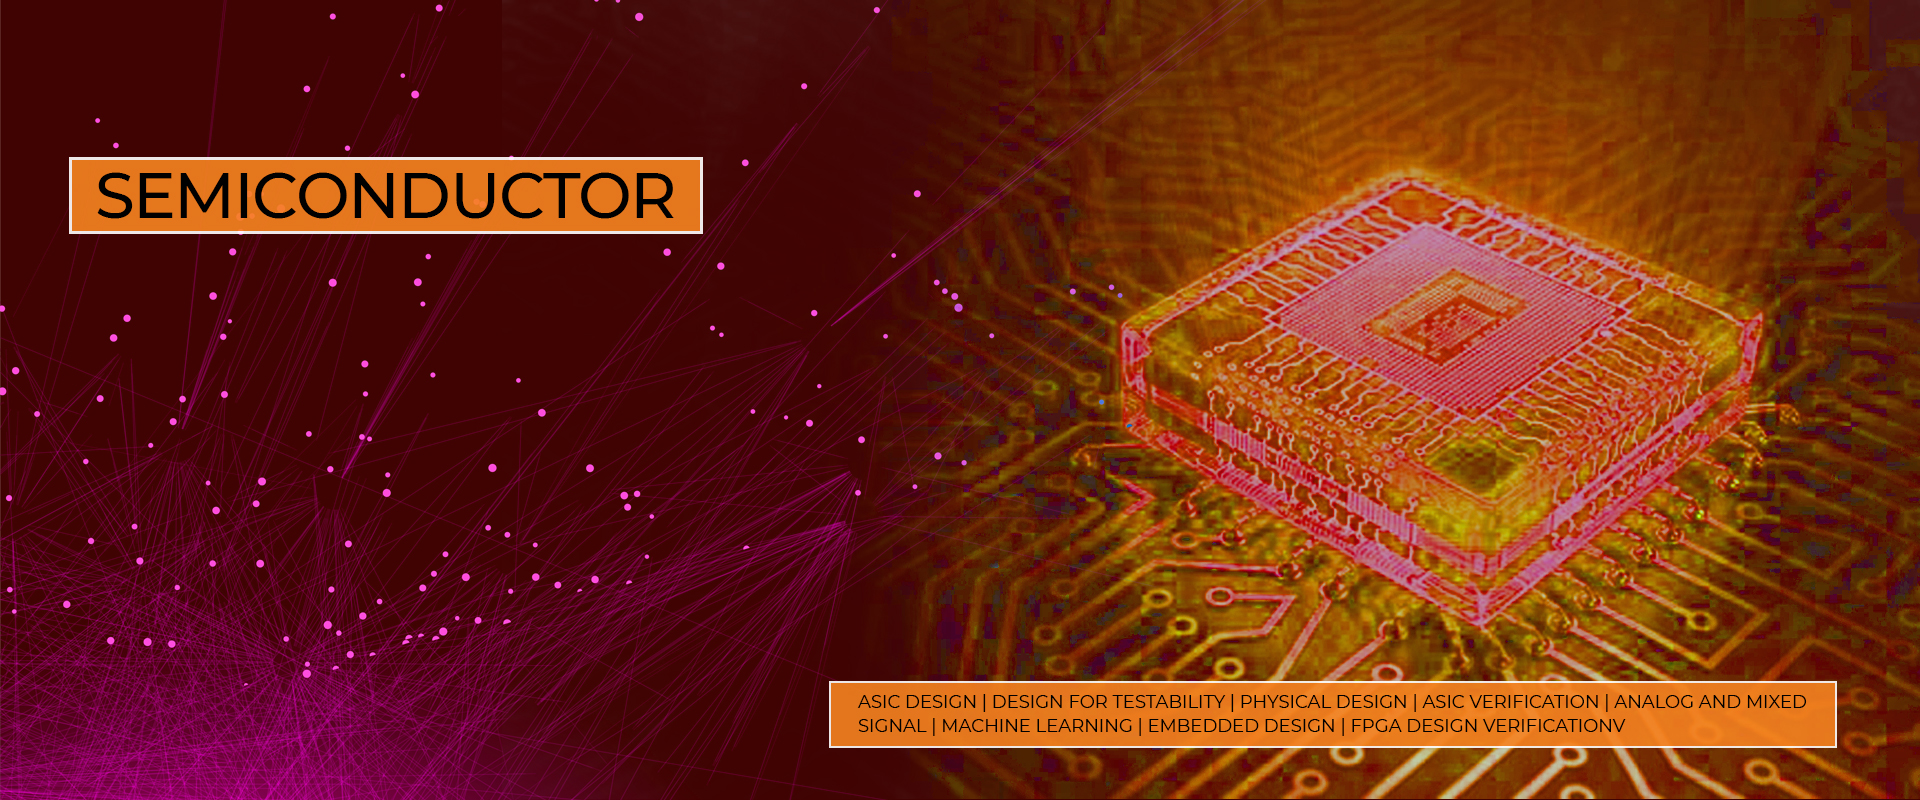 SEMICONDUCTOR
ASIC DESIGN | DESIGN FOR TESTABILITY | PHYSICAL DESIGN | ASIC VERIFICATION | ANALOG AND MIXED
SIGNAL | MACHINE LEARNING | EMBEDDED DESIGN | FPGA DESIGN VERIFICATIONV